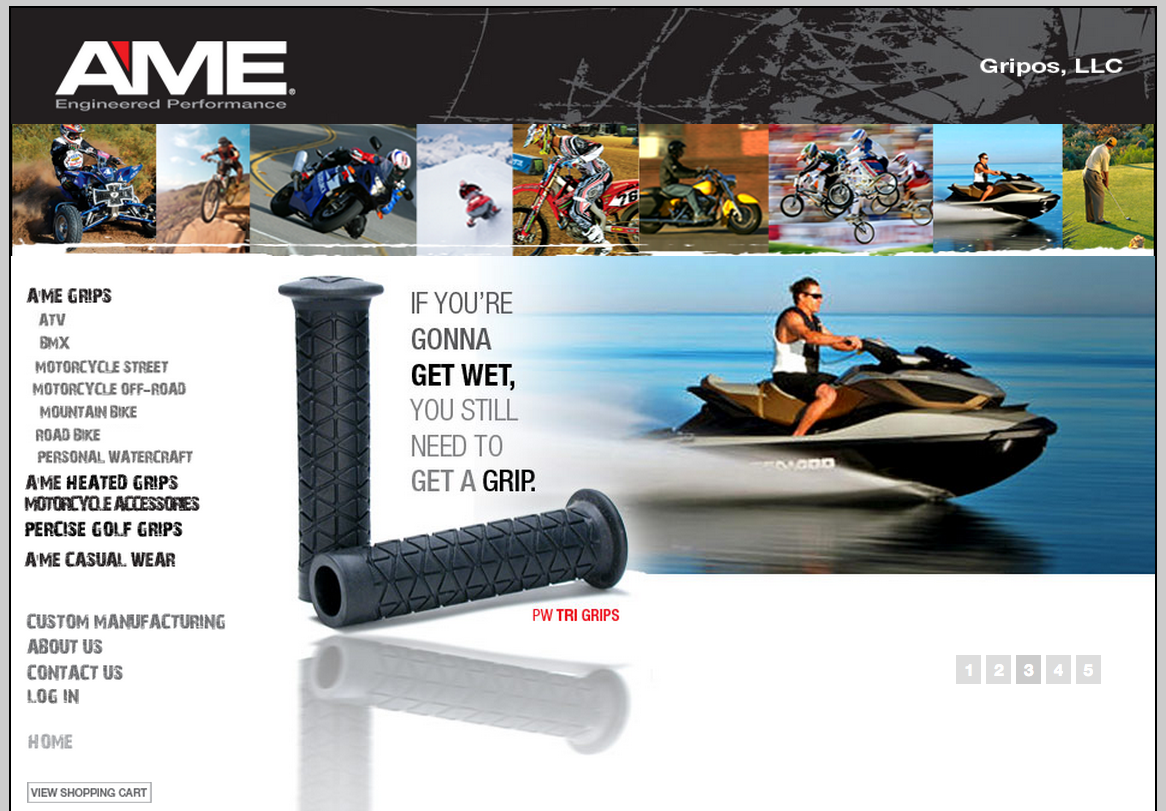 A'ME®
Engineered Performance
Gripos, LLC
A'ME GRIPS
ATV
BMX
MOTORCYCLE STREET
MOTORCYCLE OFF-ROAD
MOUNTAIN BIKE
ROAD BIKE
PERSONAL WATERCRAFT
A'ME HEATED GRIPS
MOTORCYCLE ACCESSORIES
PERCISE GOLF GRIPS
A'ME CASUAL WEAR
CUSTOM MANUFACTURING
ABOUT US
CONTACT US
LOG IN
HOME
VIEW SHOPPING CART
IF YOU'RE
GONNA
GET WET,
YOU STILL
NEED TO
GET A GRIP.
PW TRI GRIPS
1 2 3 4 5